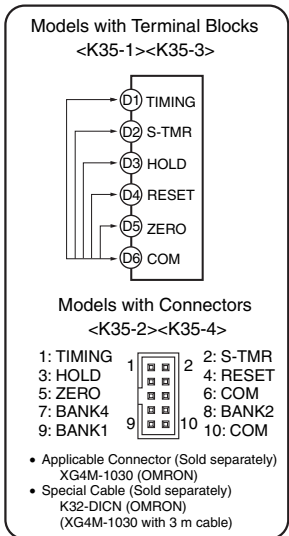 Models with Terminal Blocks
<K35-1><K35-3>
D1 TIMING
D2 S-TMR
D3 HOLD
D4 RESET
D5 ZERO
D6 COM
Models with Connectors
<K35-2><K35-4>
1: TIMING 1 2 2: S-TMR
3: HOLD 4: RESET
5: ZERO 6: COM
7: BANK4 8: BANK2
9: BANK1 9 10 10: COM
• Applicable Connector (Sold separately)
XG4M-1030 (OMRON)
• Special Cable (Sold separately)
K32-DICN (OMRON)
(XG4M-1030 with 3 m cable)